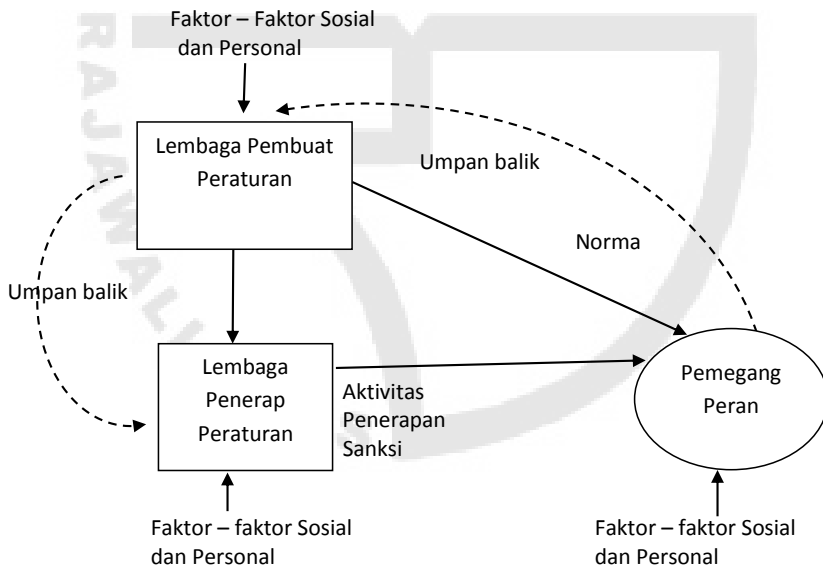 Faktor – Faktor Sosial
dan Personal
Lembaga Pembuat
Peraturan
Umpan balik
Norma
Umpan balik
Lembaga
Penerap
Peraturan
Aktivitas
Penerapan
Sanksi
Pemegang
Peran
Faktor – faktor Sosial
dan Personal
Faktor – faktor Sosial
dan Personal
RAJAWALI